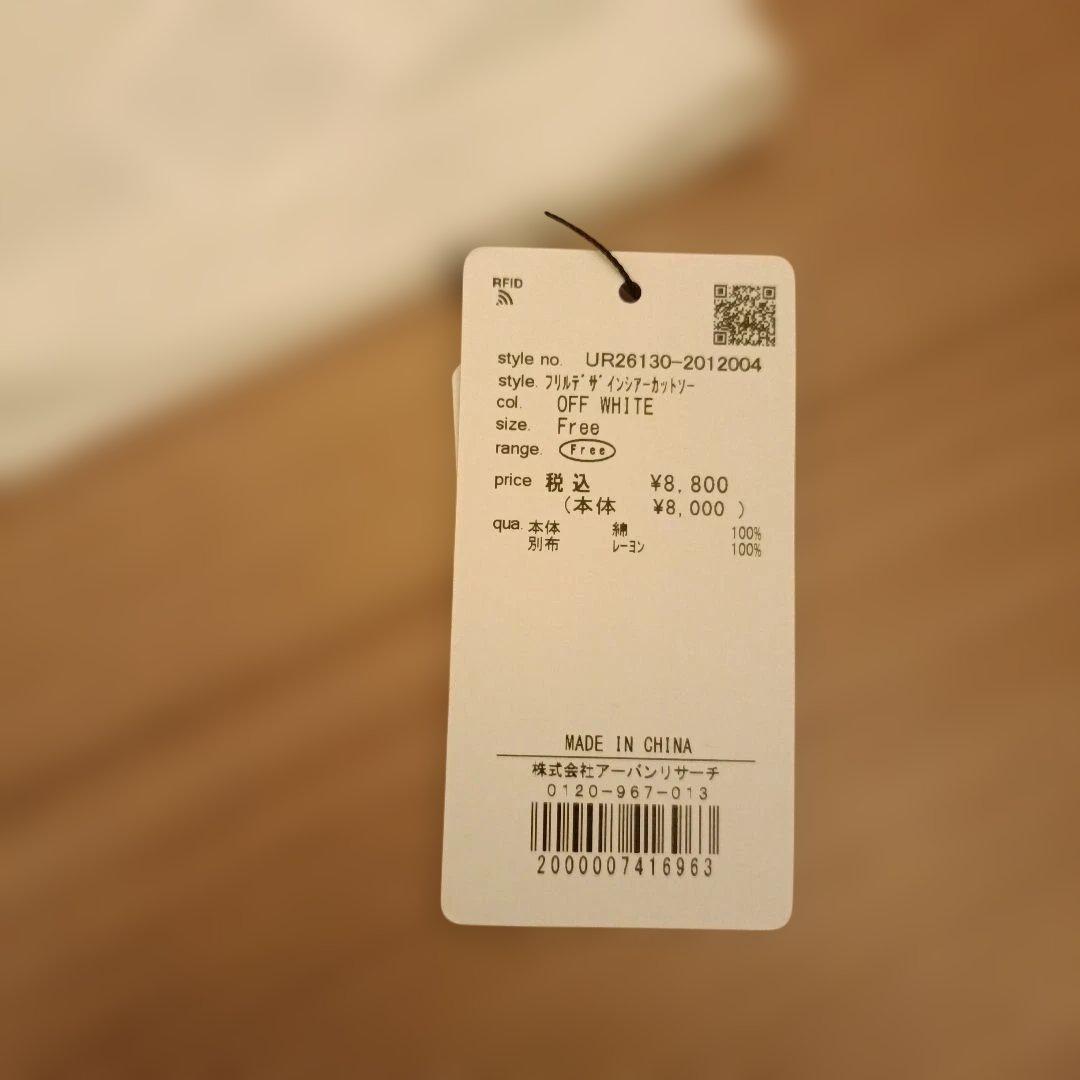 RFID
style no. UR26130-2012004
style. ﾌﾘﾙﾃﾞｻﾞｲﾝｼｱｰｶｯﾄｿｰ
col. OFF WHITE
size. Free
range. Free
price 税込 ¥8,800
(本体 ¥8,000 )
qua. 本体 綿 100%
別布 ﾚｰﾖﾝ 100%
MADE IN CHINA
株式会社アーバンリサーチ
0120-967-013
2000007416963